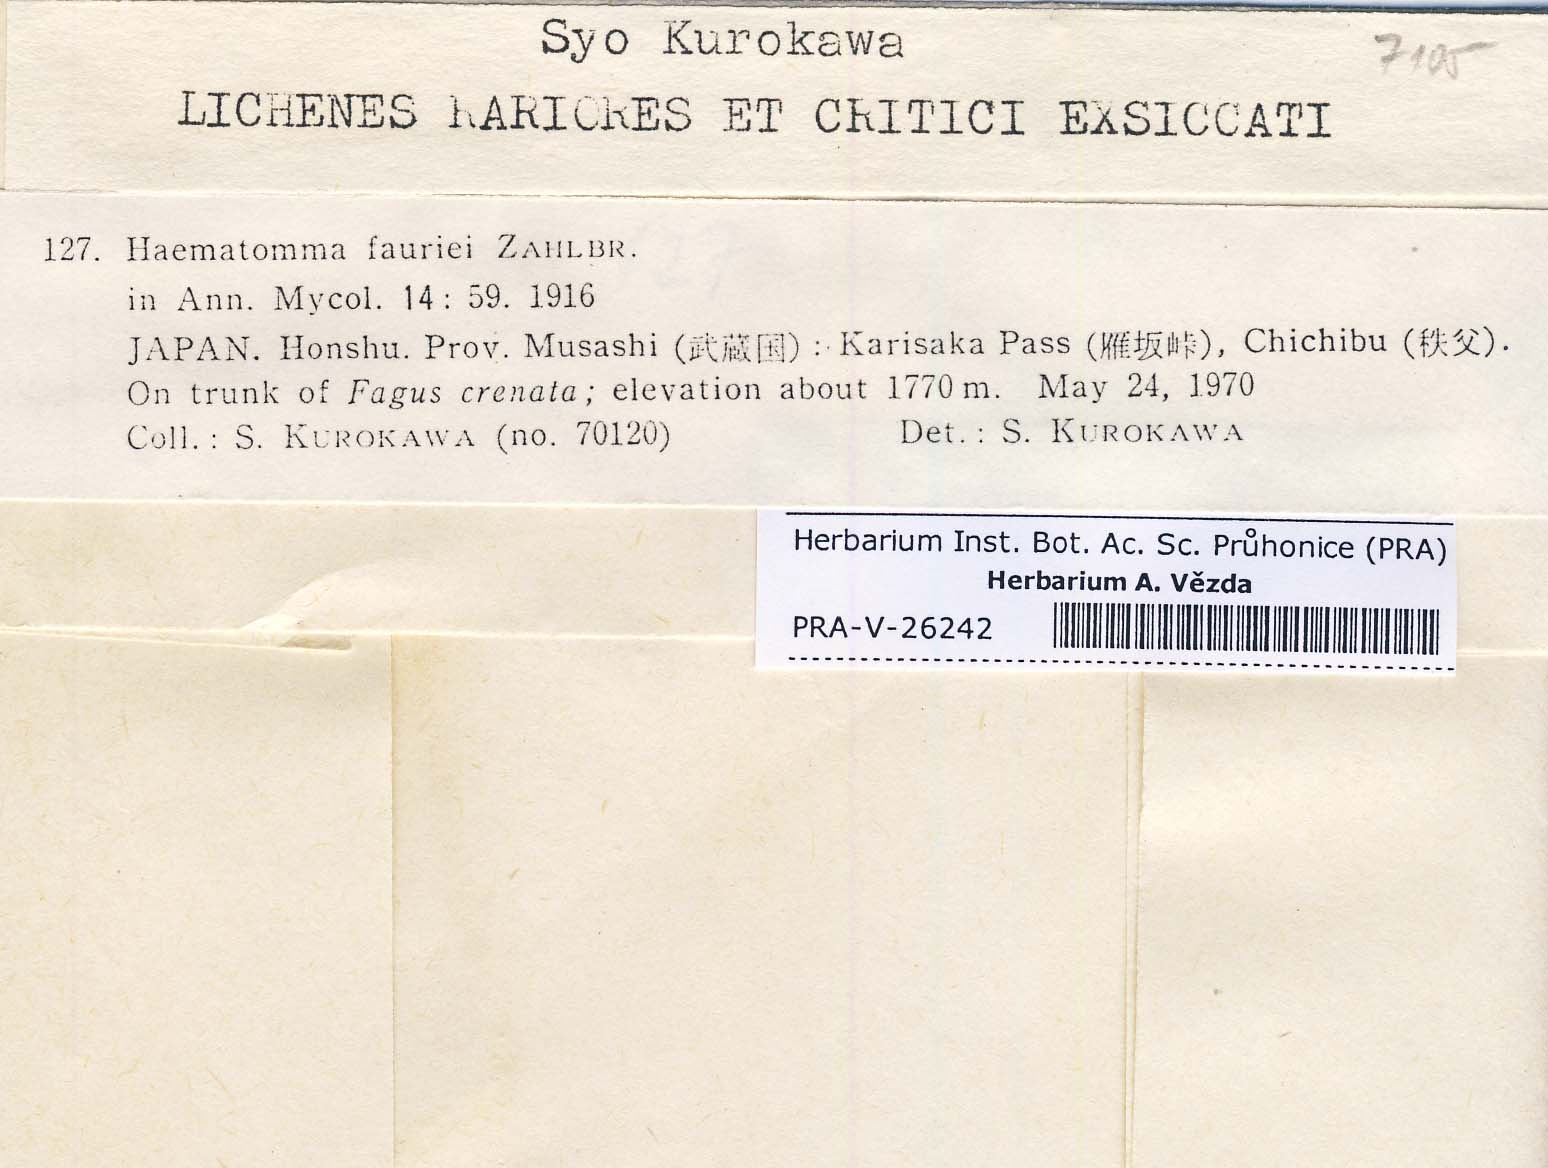 Syo Kurokawa
7105
LICHENES RARIORES ET CRITICI EXSICCATI
127. Haematomma fauriei ZAHLBR.
in Ann. Mycol. 14 : 59. 1916
JAPAN. Honshu. Prov. Musashi (武蔵国) : Karisaka Pass (雁坂峠), Chichibu (秩父).
On trunk of Fagus crenata; elevation about 1770 m. May 24, 1970
Coll. : S. KUROKAWA (no. 70120) Det. : S. KUROKAWA
Herbarium Inst. Bot. Ac. Sc. Průhonice (PRA)
Herbarium A. Vězda
PRA-V-26242